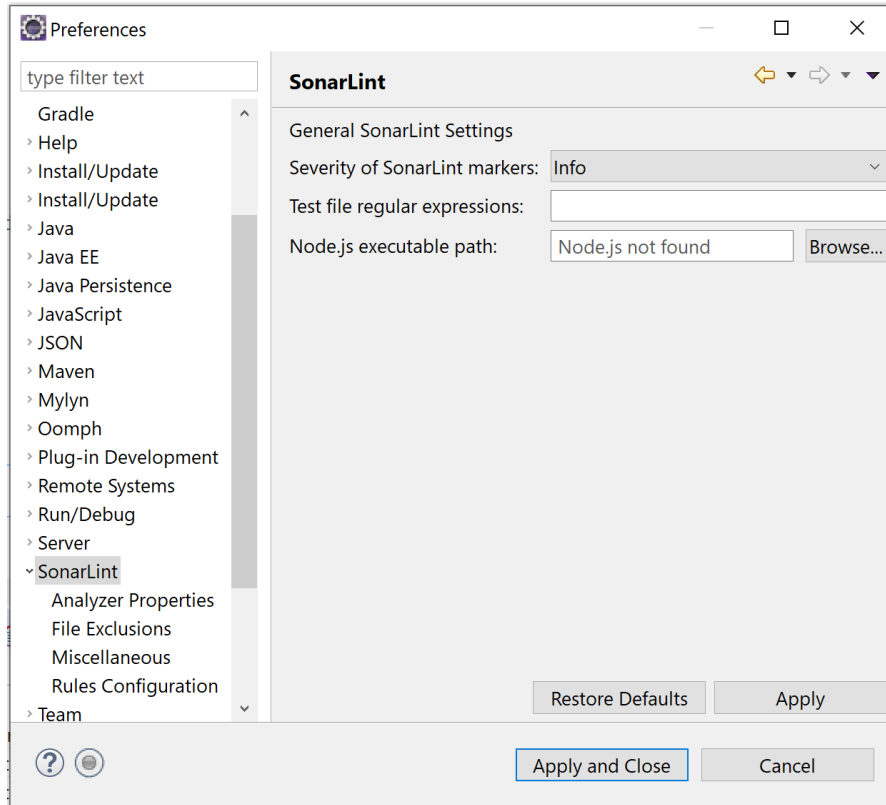 Preferences
type filter text
Gradle
Help
Install/Update
Install/Update
Java
Java EE
Java Persistence
JavaScript
JSON
Maven
Mylyn
Oomph
Plug-in Development
Remote Systems
Run/Debug
Server
SonarLint
Analyzer Properties
File Exclusions
Miscellaneous
Rules Configuration
Team
SonarLint
General SonarLint Settings
Severity of SonarLint markers: Info
Test file regular expressions:
Node.js executable path: Node.js not found Browse...
Restore Defaults Apply
? Apply and Close Cancel